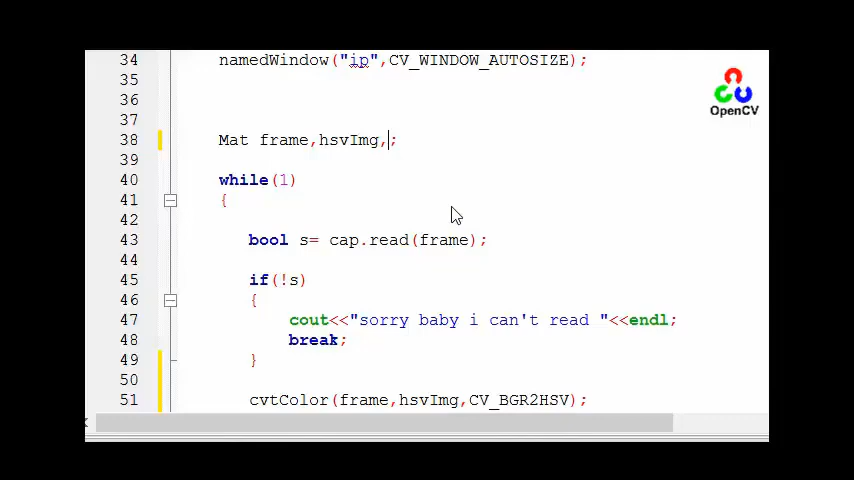 34 namedWindow("ip",CV_WINDOW_AUTOSIZE);
35
36
37
38 Mat frame,hsvImg,;
39
40 while(1)
41 {
42
43 bool s= cap.read(frame);
44
45 if(!s)
46 {
47 cout<<"sorry baby i can't read "<<endl;
48 break;
49 }
50
51 cvtColor(frame,hsvImg,CV_BGR2HSV);
OpenCV